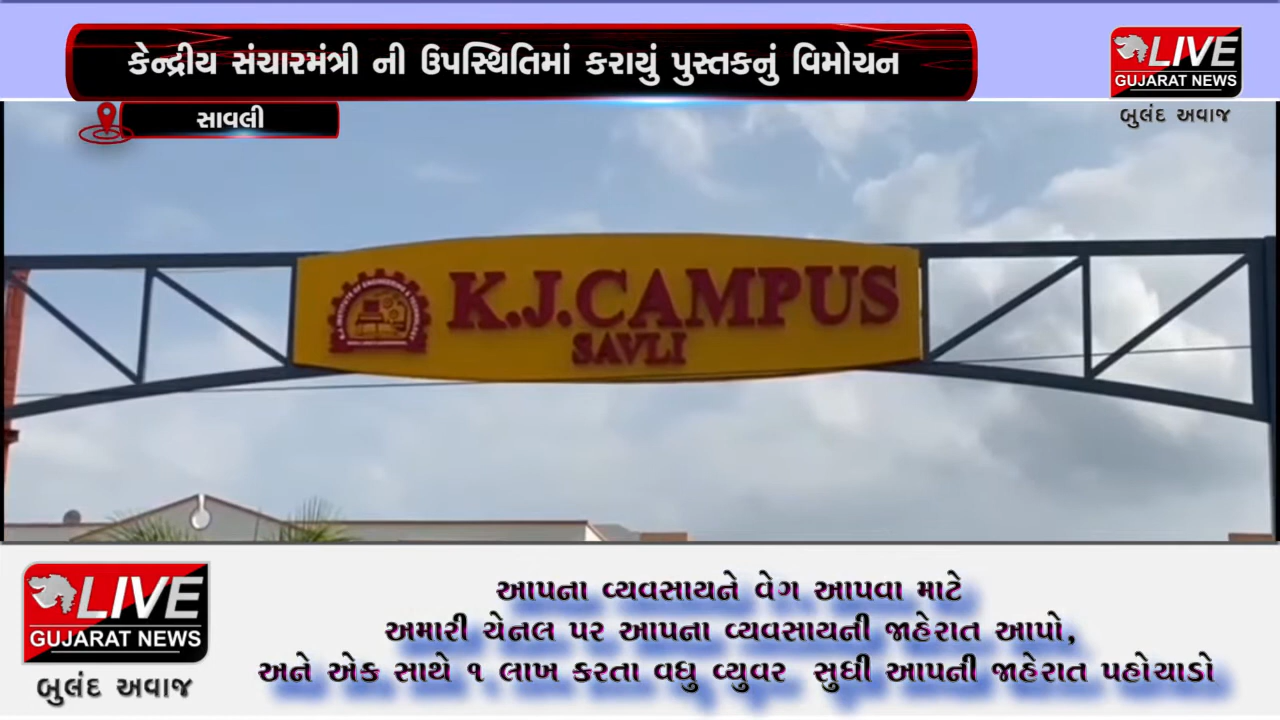 કેન્દ્રીય સંચારમંત્રી ની ઉપસ્થિતિમાં કરાયું પુસ્તકનું વિમોચન
LIVE
GUJARAT NEWS
બુલંદ અવાજ
સાવલી
K.J.CAMPUS
SAVLI
LIVE
GUJARAT NEWS
બુલંદ અવાજ
આપના વ્યવસાયને વેગ આપવા માટે
અમારી ચેનલ પર આપના વ્યવસાયની જાહેરાત આપો,
અને એક સાથે ૧ લાખ કરતા વધુ વ્યુવર સુધી આપની જાહેરાત પહોચાડો